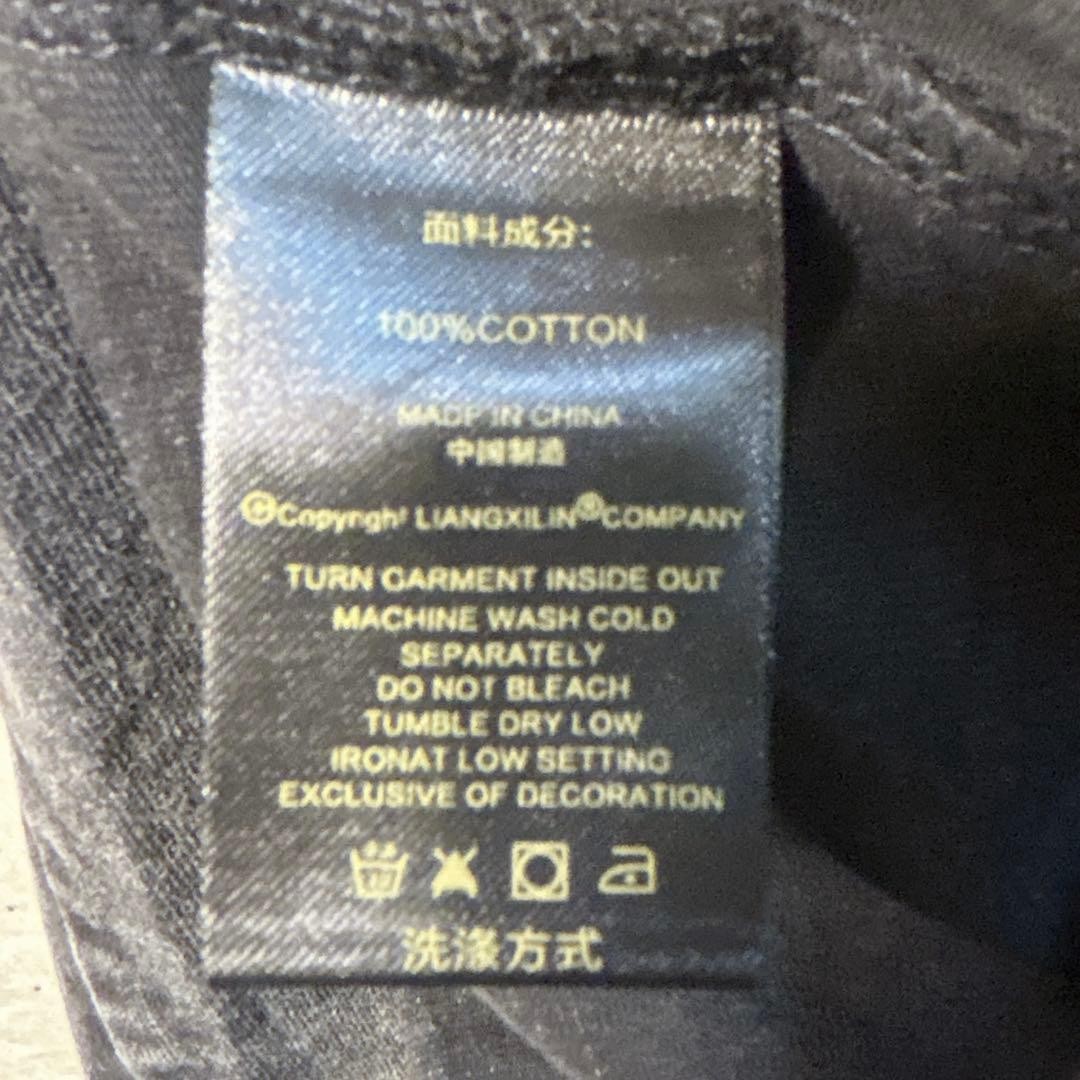 面料成分:
100%COTTON
MADE IN CHINA
中国制造
©Copyright LIANGXILIN®COMPANY
TURN GARMENT INSIDE OUT
MACHINE WASH COLD
SEPARATELY
DO NOT BLEACH
TUMBLE DRY LOW
IRONAT LOW SETTING
EXCLUSIVE OF DECORATION
洗涤方式